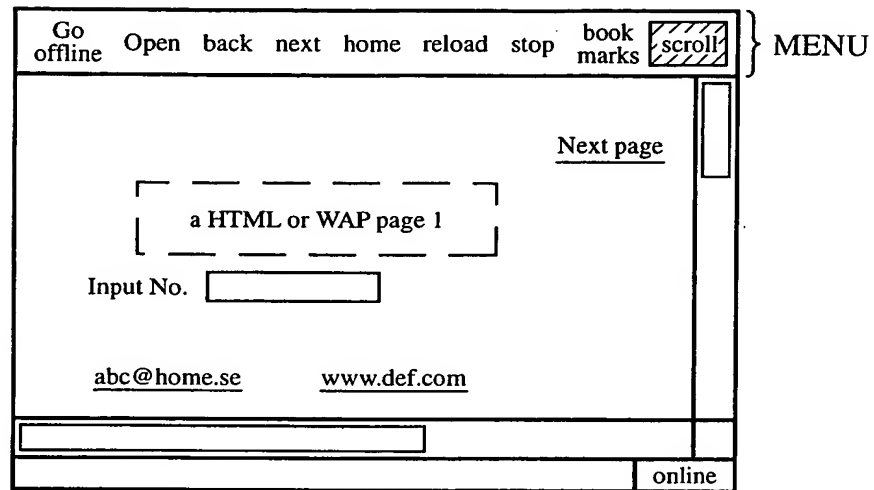 Go offline Open back next home reload stop book marks scroll MENU
Next page
a HTML or WAP page 1
Input No.
abc@home.se www.def.com
online